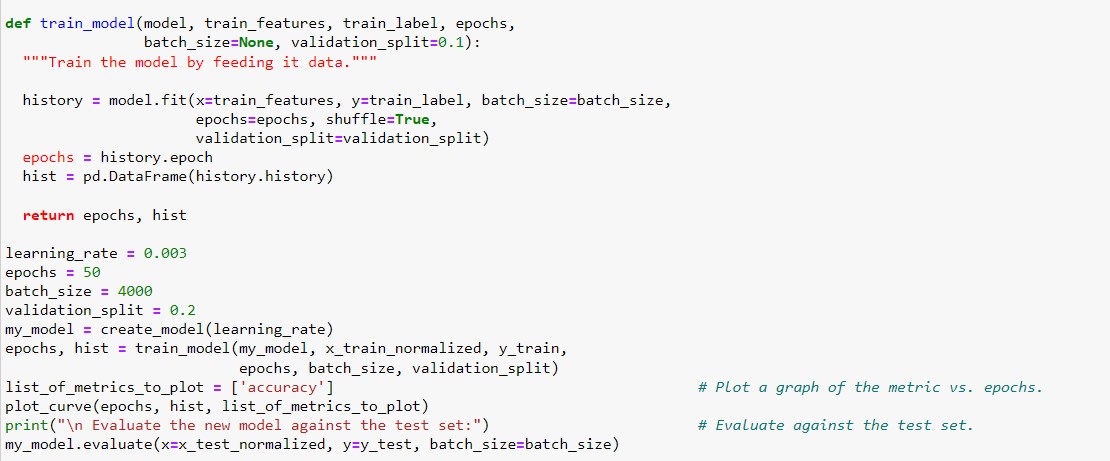 def train_model(model, train_features, train_label, epochs,
                batch_size=None, validation_split=0.1):
  """Train the model by feeding it data."""

  history = model.fit(x=train_features, y=train_label, batch_size=batch_size,
                      epochs=epochs, shuffle=True,
                      validation_split=validation_split)
  epochs = history.epoch
  hist = pd.DataFrame(history.history)

  return epochs, hist

learning_rate = 0.003
epochs = 50
batch_size = 4000
validation_split = 0.2
my_model = create_model(learning_rate)
epochs, hist = train_model(my_model, x_train_normalized, y_train,
                           epochs, batch_size, validation_split)
list_of_metrics_to_plot = ['accuracy']                                          # Plot a graph of the metric vs. epochs.
plot_curve(epochs, hist, list_of_metrics_to_plot)
print("\n Evaluate the new model against the test set:")                        # Evaluate against the test set.
my_model.evaluate(x=x_test_normalized, y=y_test, batch_size=batch_size)